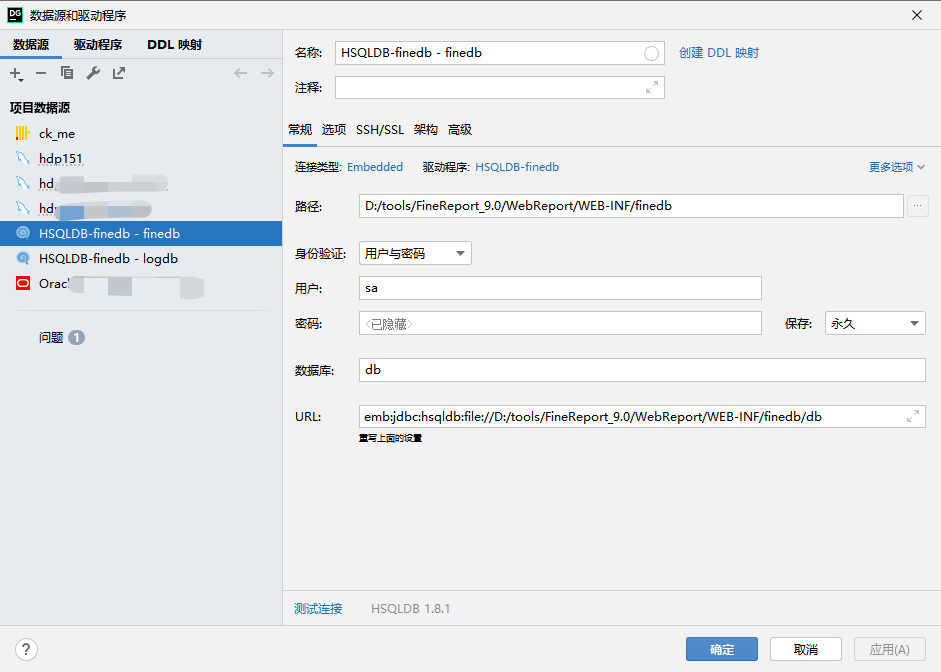 DG 数据源和驱动程序
数据源 驱动程序 DDL 映射
项目数据源
ck_me
hdp151
hd
HSQLDB-finedb - finedb
HSQLDB-finedb - logdb
问题 1
名称: HSQLDB-finedb - finedb 创建 DDL 映射
注释:
常规 选项 SSH/SSL 架构 高级
连接类型: Embedded 驱动程序: HSQLDB-finedb 更多选项
路径: D:/tools/FineReport_9.0/WebReport/WEB-INF/finedb ...
身份验证: 用户与密码
用户: sa
密码: <已隐藏> 保存: 永久
数据库: db
URL: emb:jdbc:hsqldb:file://D:/tools/FineReport_9.0/WebReport/WEB-INF/finedb/db
重写上面的设置
测试连接 HSQLDB 1.8.1
? 确定 取消 应用(A)